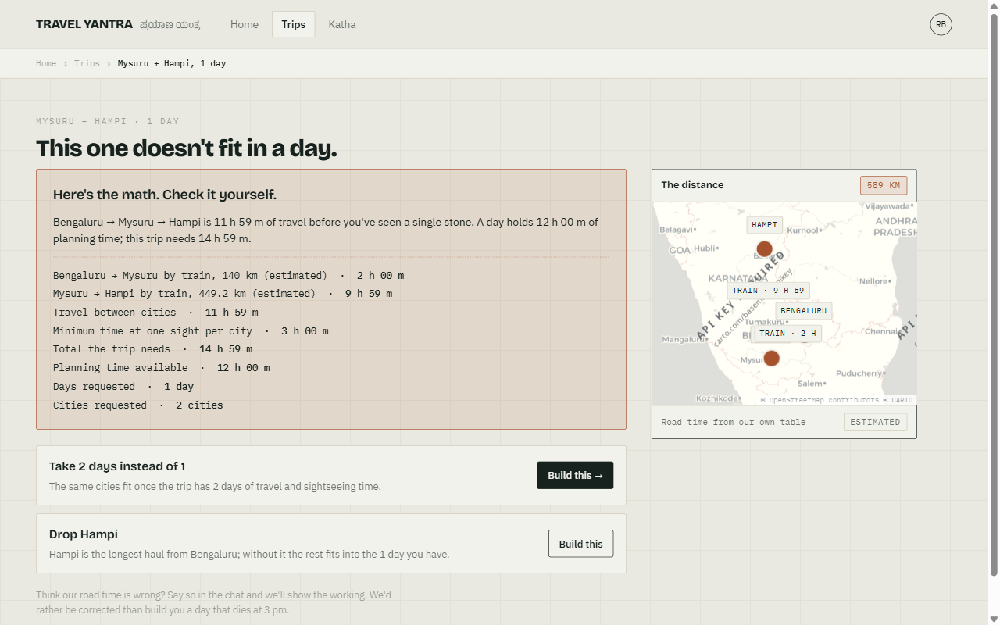 TRAVEL YANTRA ಪ್ರಯಾಣ ಯಂತ್ರ Home Trips Katha RB
Home › Trips › Mysuru + Hampi, 1 day
MYSURU + HAMPI · 1 DAY
This one doesn't fit in a day.
Here's the math. Check it yourself.
Bengaluru → Mysuru → Hampi is 11 h 59 m of travel before you've seen a single stone. A day holds 12 h 00 m of
planning time; this trip needs 14 h 59 m.
Bengaluru → Mysuru by train, 140 km (estimated) · 2 h 00 m
Mysuru → Hampi by train, 449.2 km (estimated) · 9 h 59 m
Travel between cities · 11 h 59 m
Minimum time at one sight per city · 3 h 00 m
Total the trip needs · 14 h 59 m
Planning time available · 12 h 00 m
Days requested · 1 day
Cities requested · 2 cities
Take 2 days instead of 1
The same cities fit once the trip has 2 days of travel and sightseeing time.
Build this →
Drop Hampi
Hampi is the longest haul from Bengaluru; without it the rest fits into the 1 day you have.
Build this
Think our road time is wrong? Say so in the chat and we'll show the working. We'd
rather be corrected than build you a day that dies at 3 pm.
The distance 589 KM
Vijayawada
Belagavi
HAMPI
Kurnool
ANDHRA
PRADESH
GOA Hubli
KARNATAKA
Nellore
TRAIN · 9 H 59
BENGALURU
API KEY
Tumakuru
TRAIN · 2 H
Mangaluru
Chennai
API
Puducherry
Salem
Kozhikode
© OpenStreetMap contributors © CARTO
Road time from our own table ESTIMATED